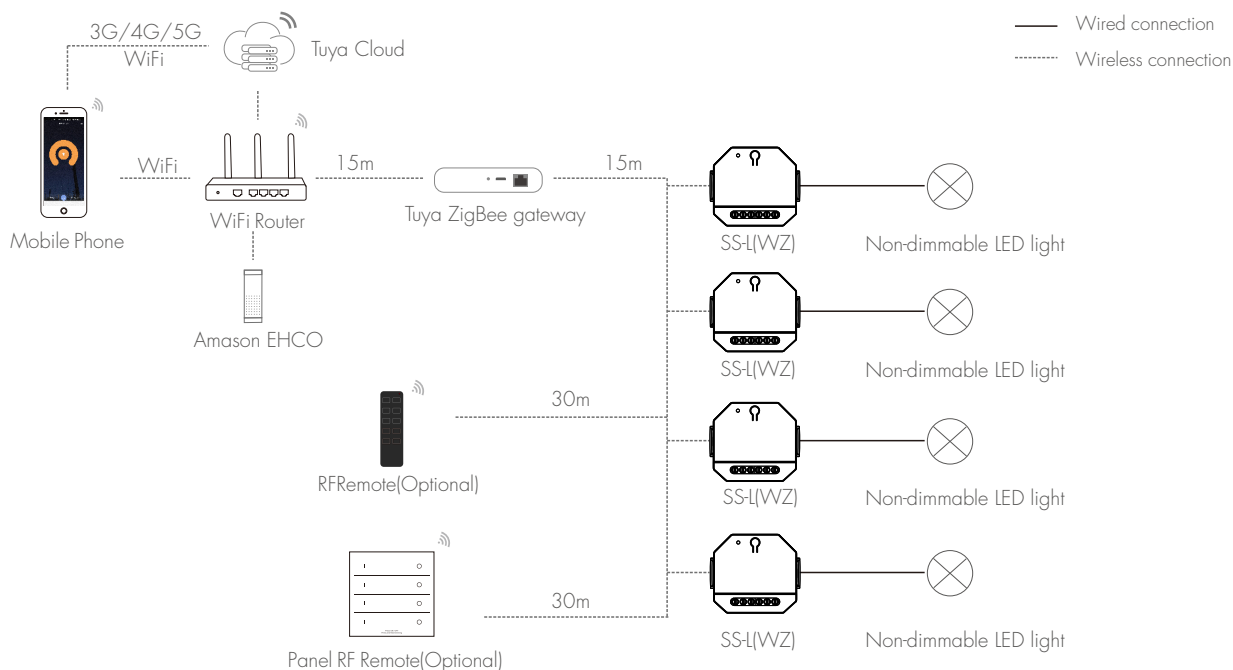 3G/4G/5G
WiFi
Tuya Cloud
Wired connection
Wireless connection
WiFi
15m
15m
Mobile Phone
WiFi Router
Tuya ZigBee gateway
SS-L(WZ)
Non-dimmable LED light
Amason EHCO
SS-L(WZ)
Non-dimmable LED light
30m
RFRemote(Optional)
SS-L(WZ)
Non-dimmable LED light
30m
Panel RF Remote(Optional)
SS-L(WZ)
Non-dimmable LED light